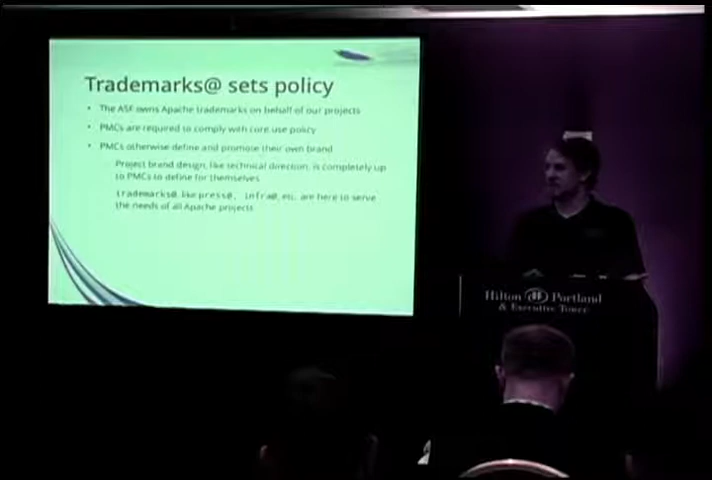 Trademarks@ sets policy
• The ASF owns Apache trademarks on behalf of our projects
• PMCs are required to comply with core use policy
• PMCs otherwise define and promote their own brand
Project brand design, like technical direction, is completely up
to PMCs to define for themselves
trademarks@, like press@, infra@, etc. are here to serve
the needs of all Apache projects
Hilton Portland
& Executive Tower